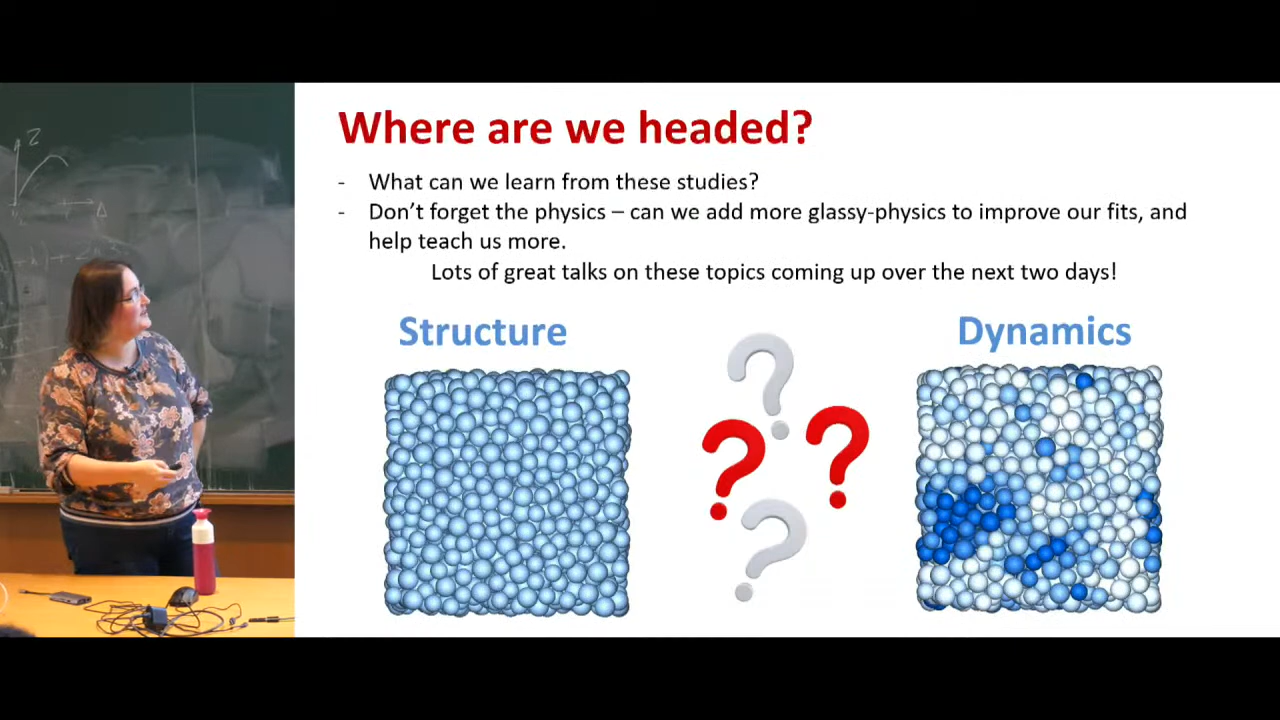 Where are we headed?
- What can we learn from these studies?
- Don't forget the physics – can we add more glassy-physics to improve our fits, and
help teach us more.
Lots of great talks on these topics coming up over the next two days!
Structure
Dynamics